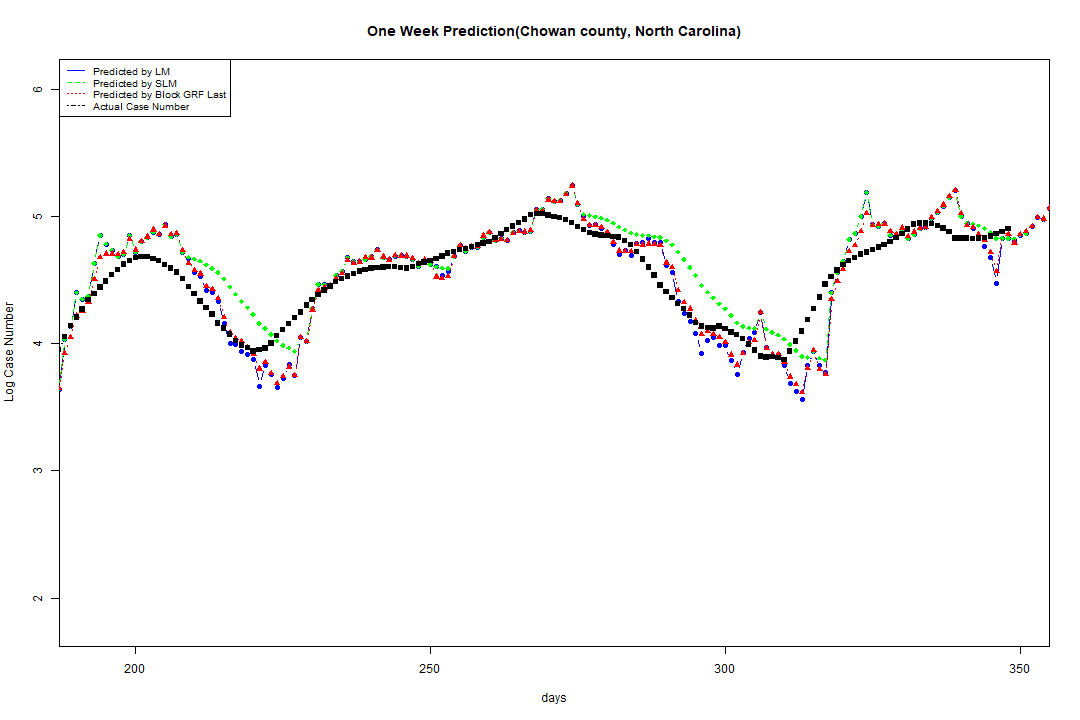 One Week Prediction(Chowan county, North Carolina)
Predicted by LM
Predicted by SLM
Predicted by Block GRF Last
Actual Case Number
6
5
4
3
2
Log Case Number
200
250
300
350
days